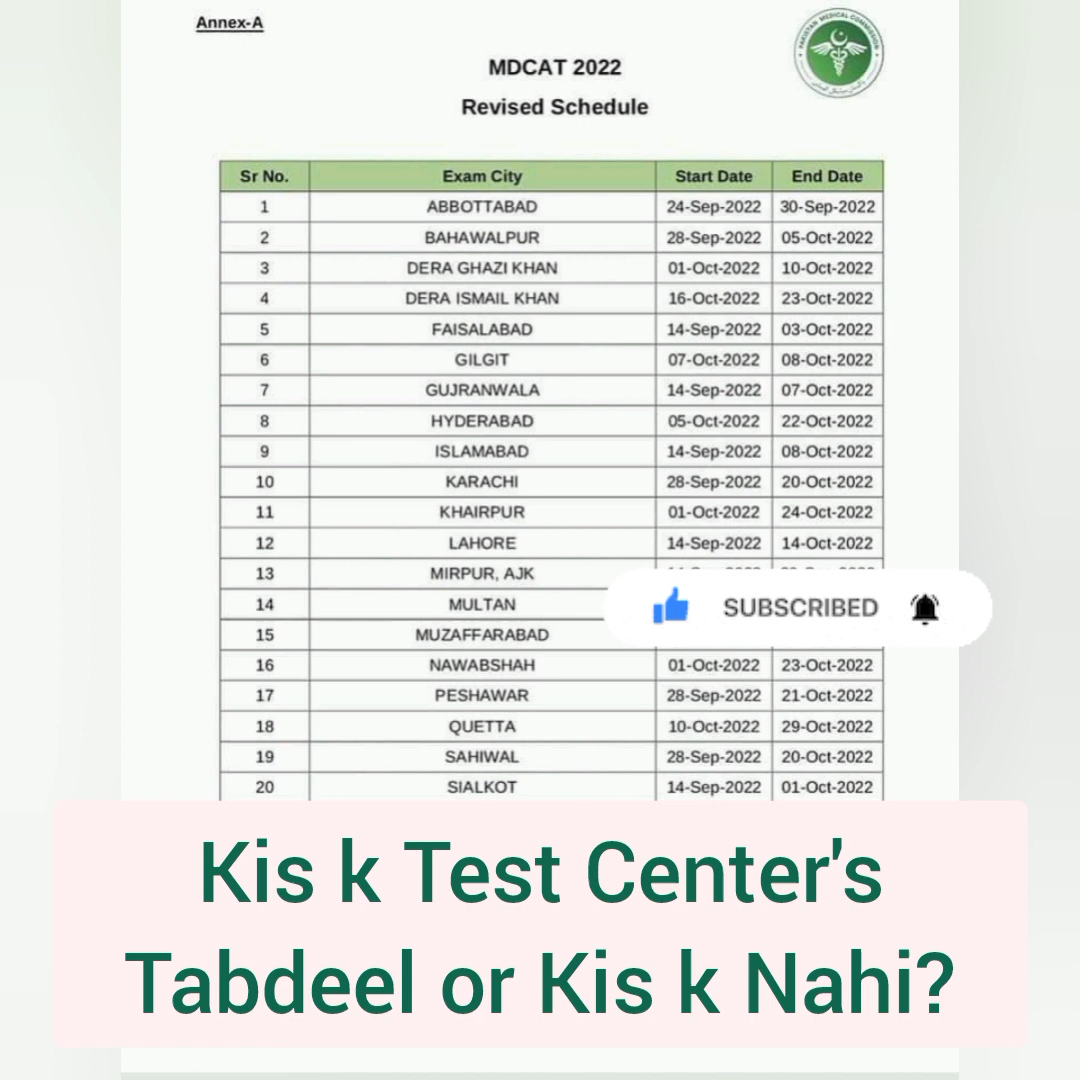 Annex-A
PAKISTAN MEDICAL COMMISSION
MDCAT 2022
Revised Schedule
Sr No. Exam City Start Date End Date
1 ABBOTTABAD 24-Sep-2022 30-Sep-2022
2 BAHAWALPUR 28-Sep-2022 05-Oct-2022
3 DERA GHAZI KHAN 01-Oct-2022 10-Oct-2022
4 DERA ISMAIL KHAN 16-Oct-2022 23-Oct-2022
5 FAISALABAD 14-Sep-2022 03-Oct-2022
6 GILGIT 07-Oct-2022 08-Oct-2022
7 GUJRANWALA 14-Sep-2022 07-Oct-2022
8 HYDERABAD 05-Oct-2022 22-Oct-2022
9 ISLAMABAD 14-Sep-2022 08-Oct-2022
10 KARACHI 28-Sep-2022 20-Oct-2022
11 KHAIRPUR 01-Oct-2022 24-Oct-2022
12 LAHORE 14-Sep-2022 14-Oct-2022
13 MIRPUR, AJK
14 MULTAN
SUBSCRIBED
15 MUZAFFARABAD
16 NAWABSHAH 01-Oct-2022 23-Oct-2022
17 PESHAWAR 28-Sep-2022 21-Oct-2022
18 QUETTA 10-Oct-2022 29-Oct-2022
19 SAHIWAL 28-Sep-2022 20-Oct-2022
20 SIALKOT 14-Sep-2022 01-Oct-2022
Kis k Test Center's
Tabdeel or Kis k Nahi?